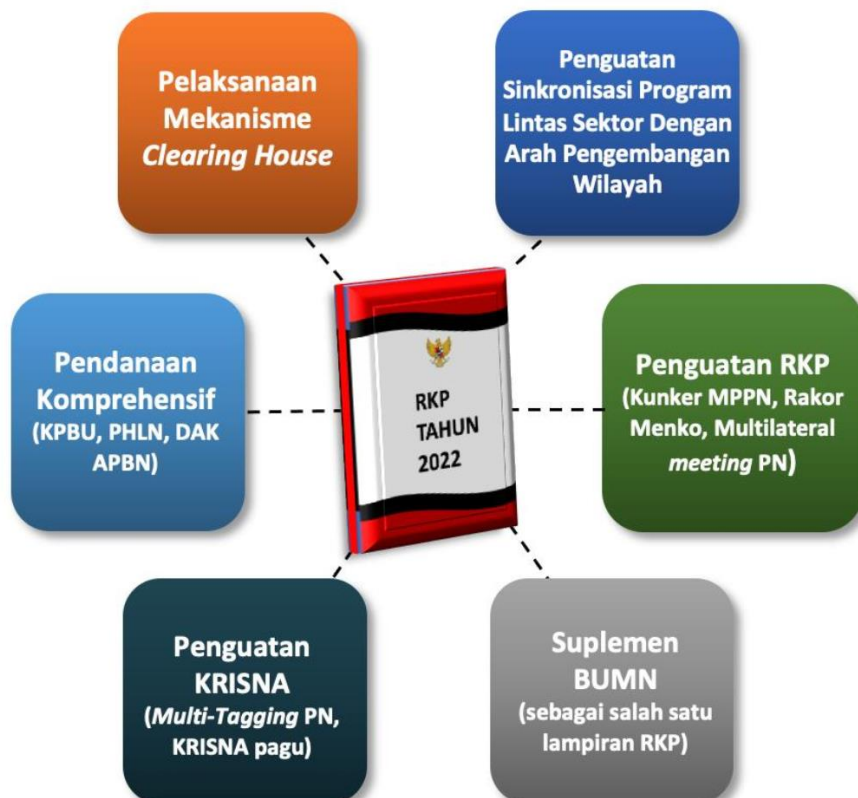 Pelaksanaan
Mekanisme
Clearing House
Penguatan
Sinkronisasi Program
Lintas Sektor Dengan
Arah Pengembangan
Wilayah
Pendanaan
Komprehensif
(KPBU, PHLN, DAK
APBN)
RKP
TAHUN
2022
Penguatan RKP
(Kunker MPPN, Rakor
Menko, Multilateral
meeting PN)
Penguatan
KRISNA
(Multi-Tagging PN,
KRISNA pagu)
Suplemen
BUMN
(sebagai salah satu
lampiran RKP)